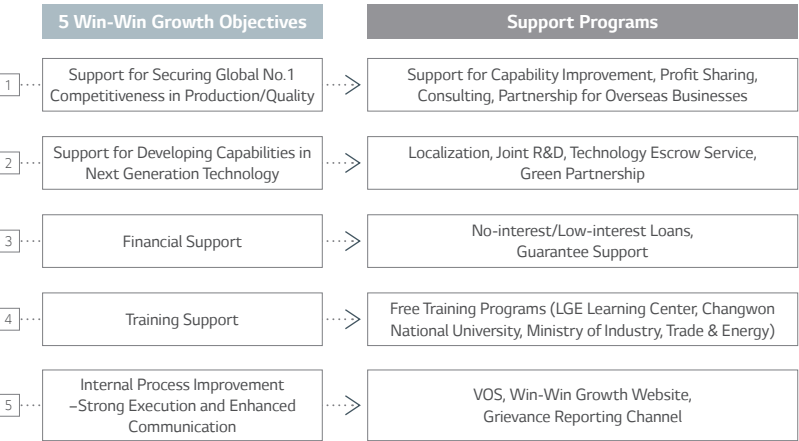 5 Win-Win Growth Objectives
Support Programs
1
Support for Securing Global No.1
Competitiveness in Production/Quality
Support for Capability Improvement, Profit Sharing,
Consulting, Partnership for Overseas Businesses
2
Support for Developing Capabilities in
Next Generation Technology
Localization, Joint R&D, Technology Escrow Service,
Green Partnership
3
Financial Support
No-interest/Low-interest Loans,
Guarantee Support
4
Training Support
Free Training Programs (LGE Learning Center, Changwon
National University, Ministry of Industry, Trade & Energy)
5
Internal Process Improvement
–Strong Execution and Enhanced
Communication
VOS, Win-Win Growth Website,
Grievance Reporting Channel